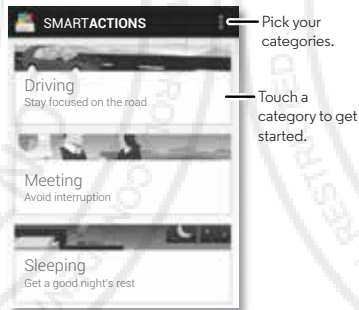 SMARTACTIONS
Pick your
categories.
Driving
Stay focused on the road
Touch a
category to get
started.
Meeting
Avoid interruption
Sleeping
Get a good night's rest